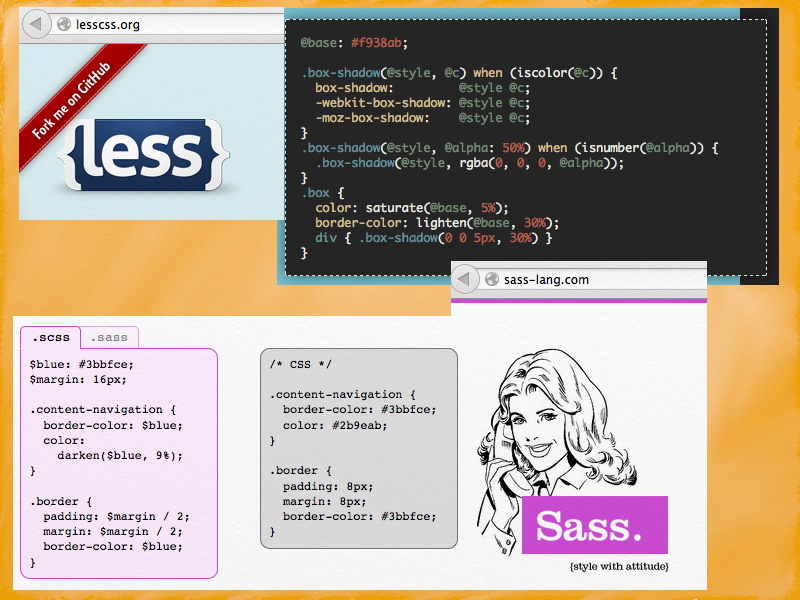 lesscss.org
Fork me on GitHub
{less}
@base: #f938ab;
.box-shadow(@style, @c) when (iscolor(@c)) {
  box-shadow:         @style @c;
  -webkit-box-shadow: @style @c;
  -moz-box-shadow:    @style @c;
}
.box-shadow(@style, @alpha: 50%) when (isnumber(@alpha)) {
  .box-shadow(@style, rgba(0, 0, 0, @alpha));
}
.box {
  color: saturate(@base, 5%);
  border-color: lighten(@base, 30%);
  div { .box-shadow(0 0 5px, 30%) }
}
sass-lang.com
.scss .sass
$blue: #3bbfce;
$margin: 16px;
.content-navigation {
  border-color: $blue;
  color:
    darken($blue, 9%);
}
.border {
  padding: $margin / 2;
  margin: $margin / 2;
  border-color: $blue;
}
/* CSS */
.content-navigation {
  border-color: #3bbfce;
  color: #2b9eab;
}
.border {
  padding: 8px;
  margin: 8px;
  border-color: #3bbfce;
}
Sass.
{style with attitude}